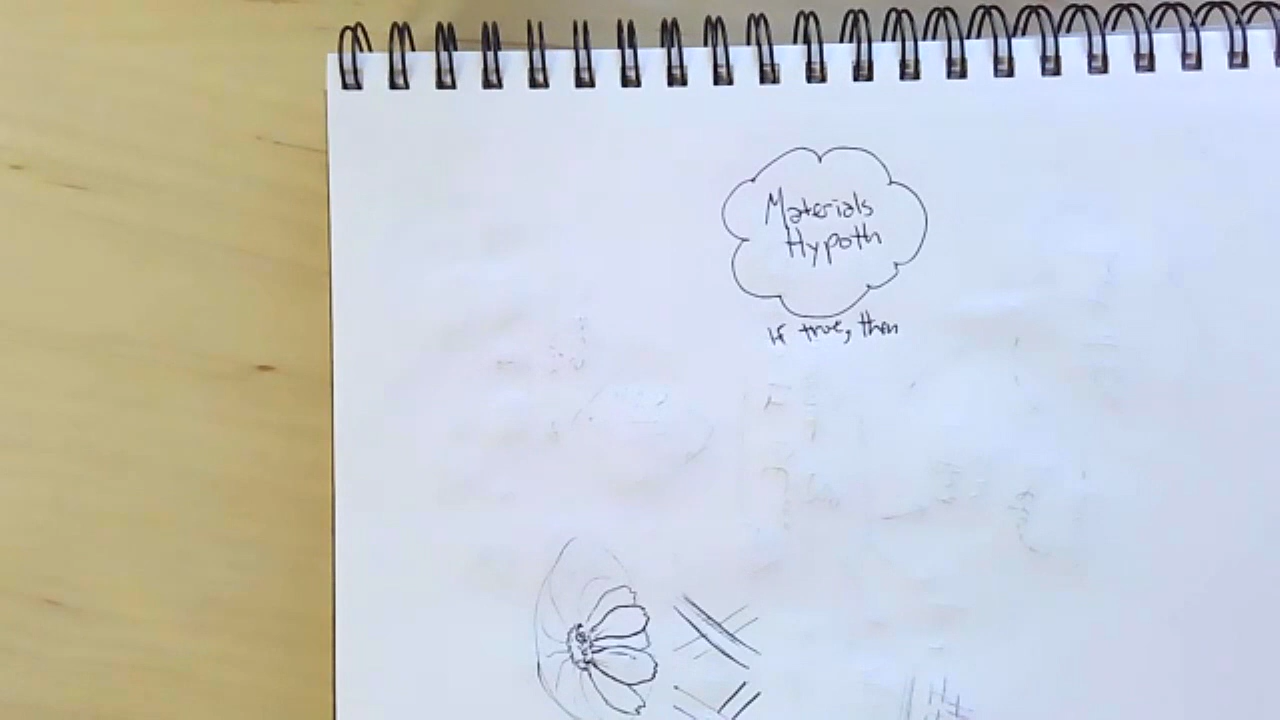 Materials
Hypoth
If true, then